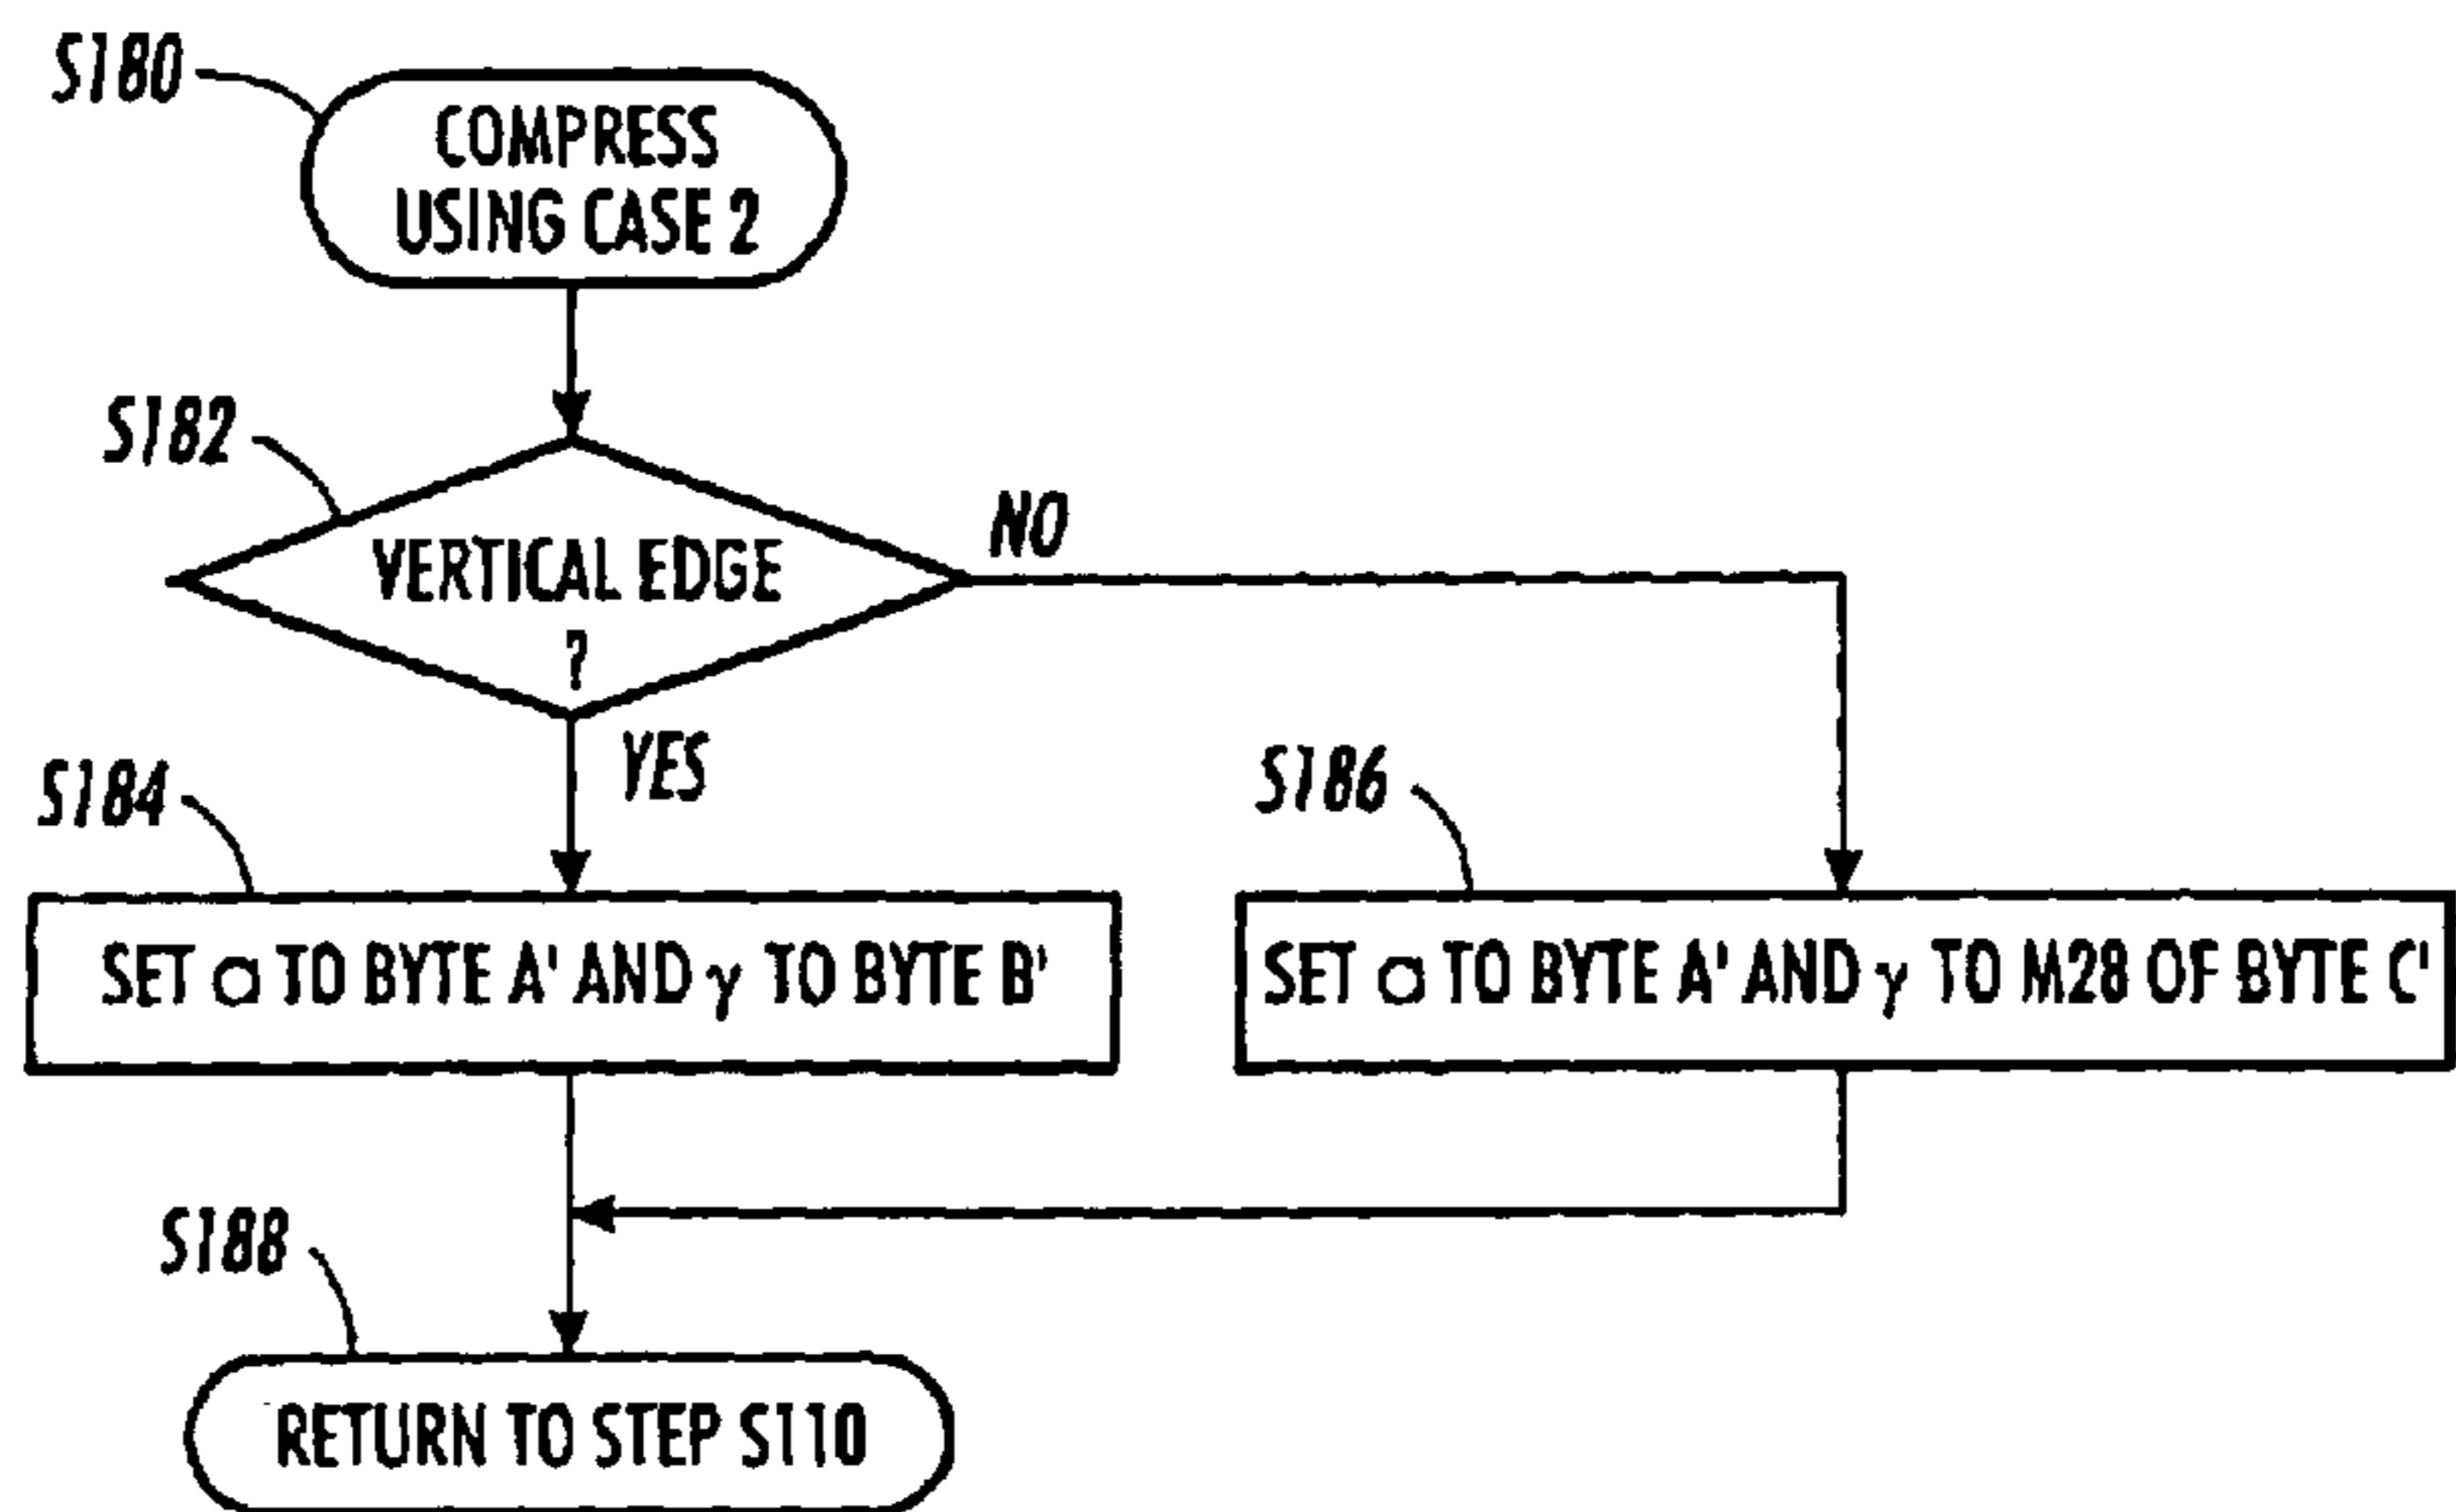 S180
COMPRESS
USING CASE 2
S182
VERTICAL EDGE
?
NO
YES
S184
S186
SET α TO BYTE A' AND γ TO BYTE B'
SET α TO BYTE A' AND γ TO M28 OF BYTE C'
S188
RETURN TO STEP S110